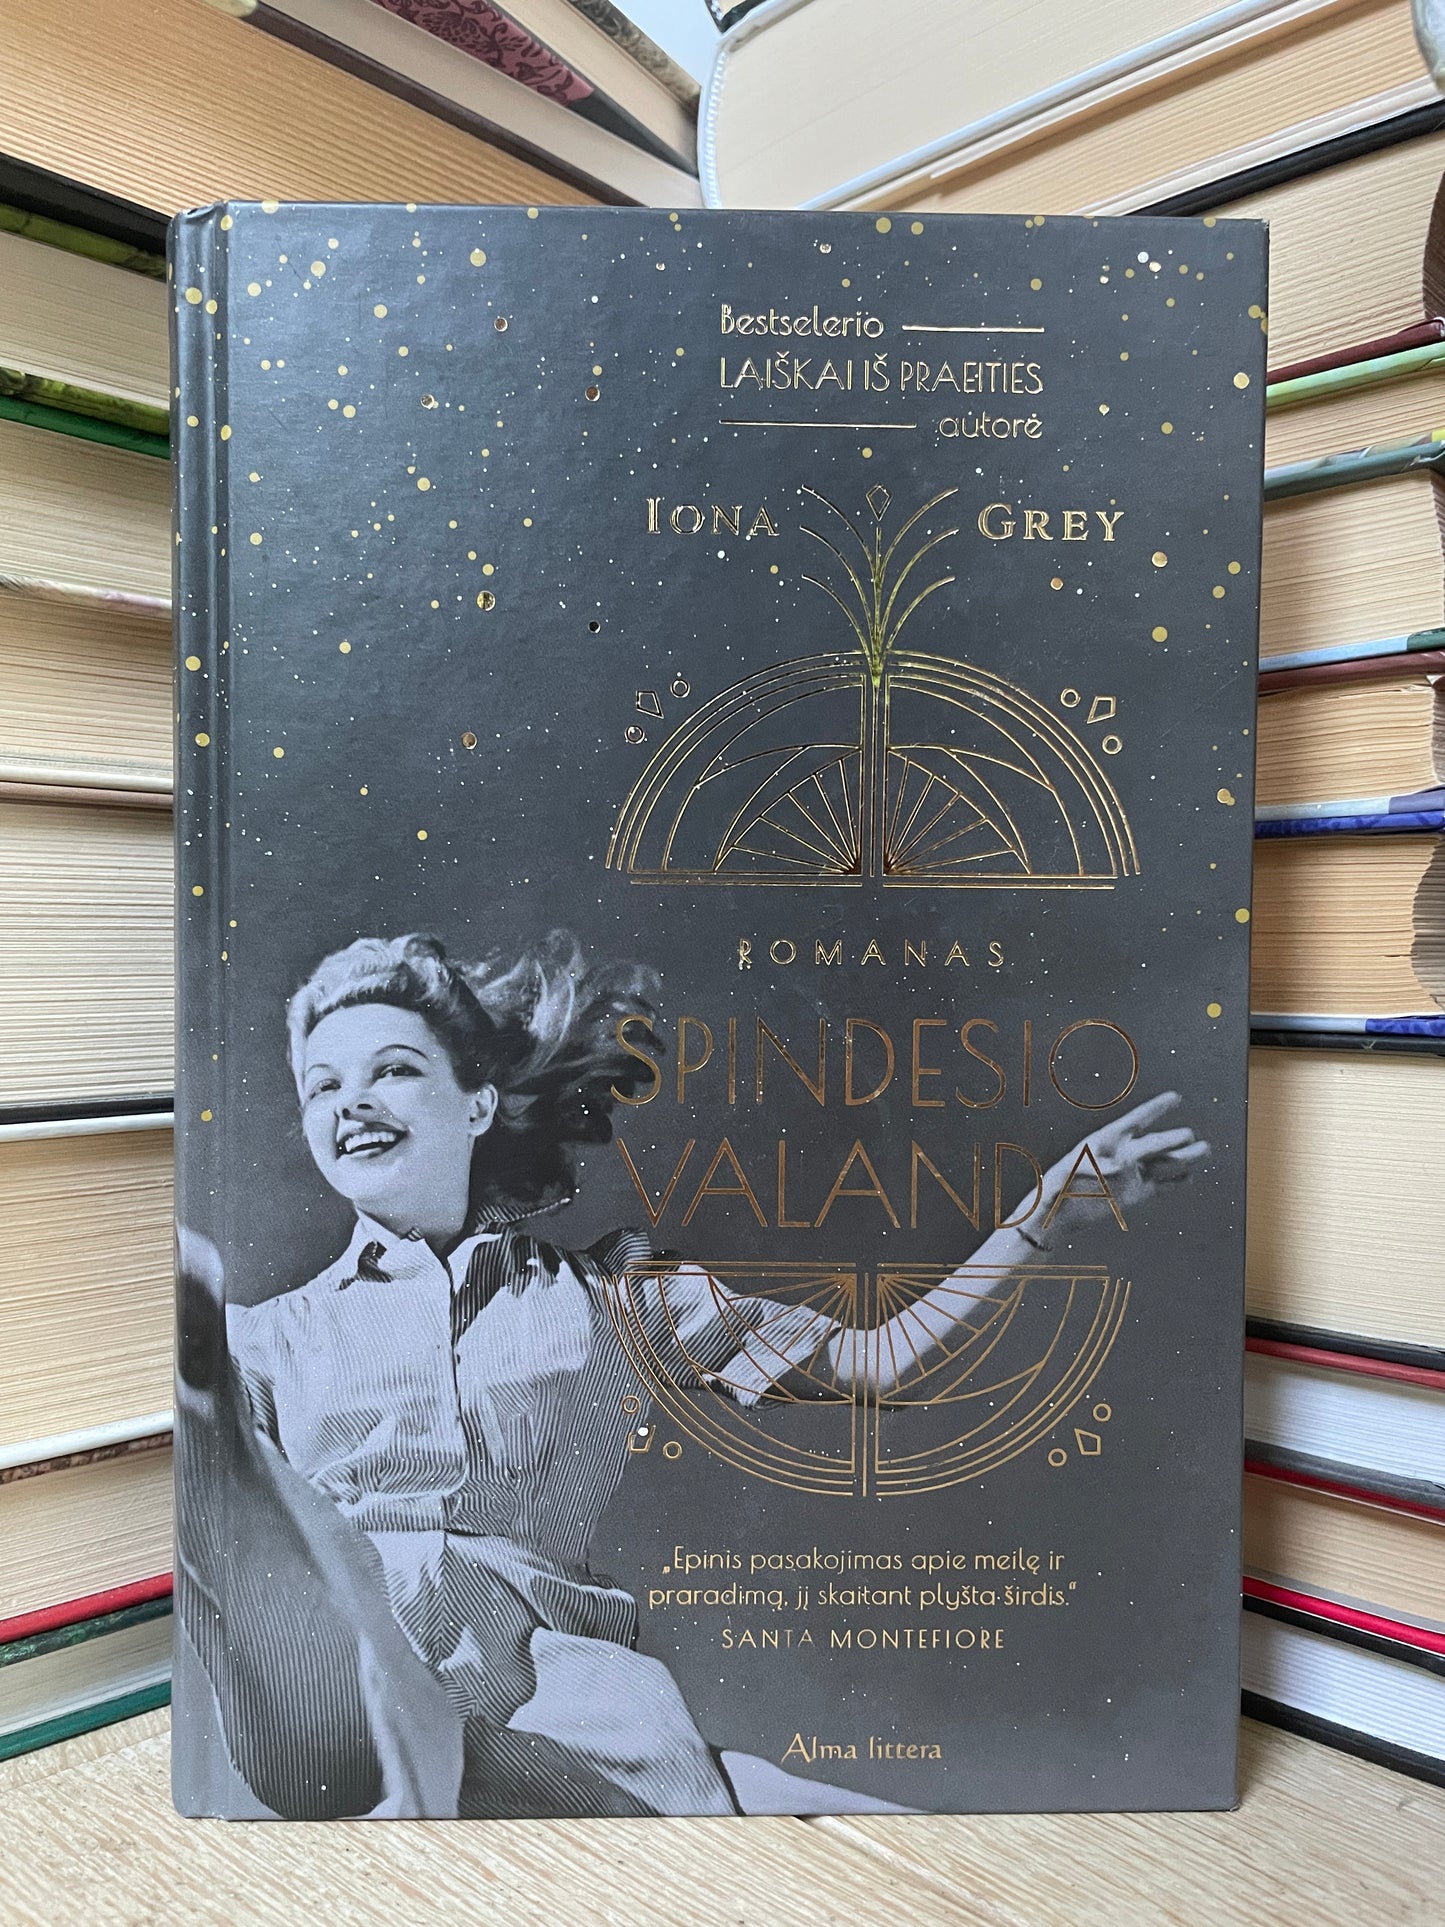 Bestselerio
LAIŠKAI IŠ PRAEITIES
autorė
IONA GREY
ROMANAS
SPINDESIO
VALANDA
„Epinis pasakojimas apie meilę ir
praradimą, jį skaitant plyšta širdis.“
SANTA MONTEFIORE
Alma littera